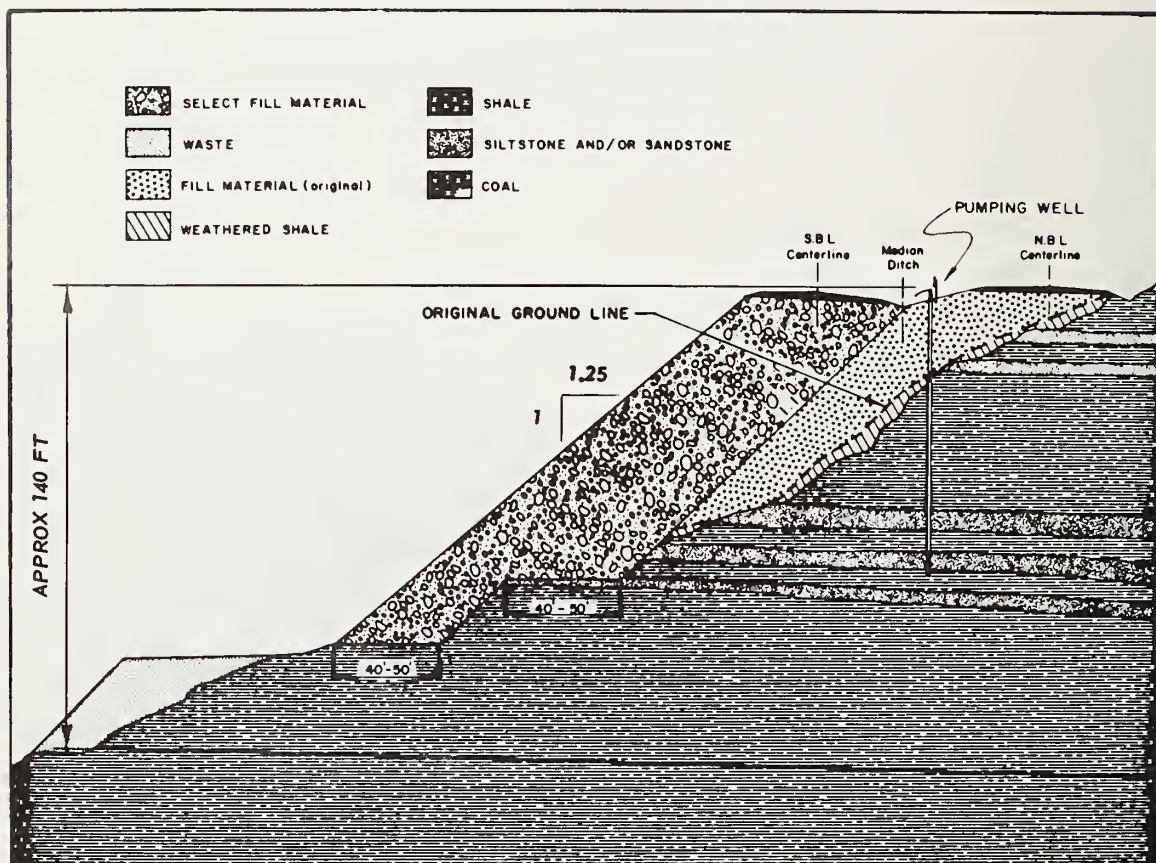 SELECT FILL MATERIAL
WASTE
FILL MATERIAL (original)
WEATHERED SHALE
SHALE
SILTSTONE AND/OR SANDSTONE
COAL
PUMPING WELL
S.B.L
Centerline
Median
Ditch
N.B.L
Centerline
ORIGINAL GROUND LINE
1.25
1
APPROX 140 FT
40'-50'
40'-50'